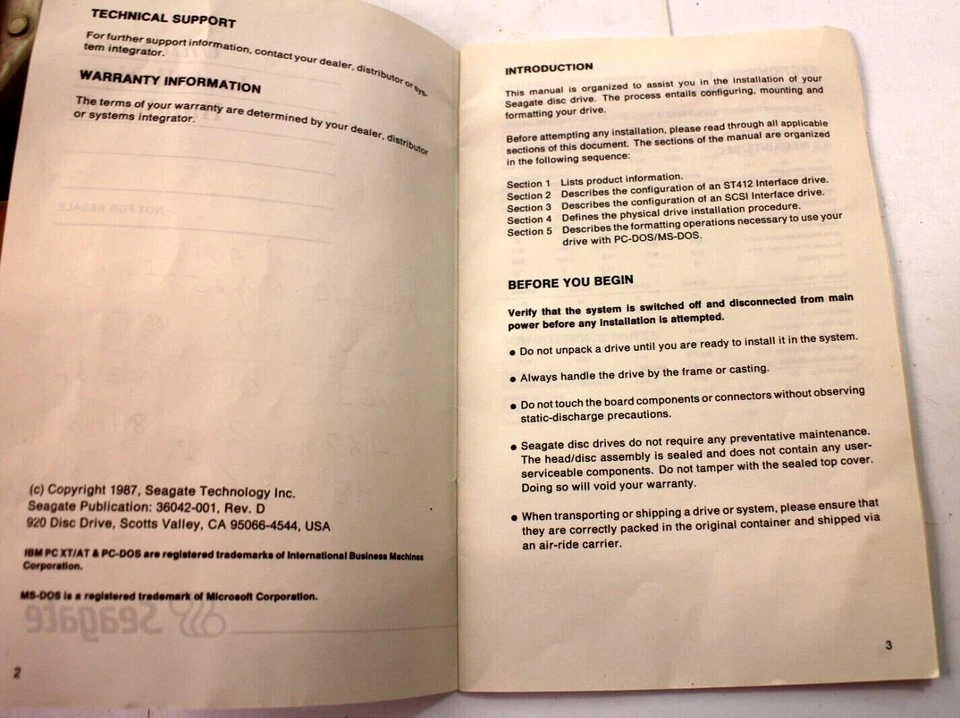 TECHNICAL SUPPORT
For further support information, contact your dealer, distributor or sys-
tem integrator.
WARRANTY INFORMATION
The terms of your warranty are determined by your dealer, distributor
or systems integrator.
NOT FOR RESALE
(c) Copyright 1987, Seagate Technology Inc.
Seagate Publication: 36042-001, Rev. D
920 Disc Drive, Scotts Valley, CA 95066-4544, USA
IBM PC XT/AT & PC-DOS are registered trademarks of International Business Machines
Corporation.
MS-DOS is a registered trademark of Microsoft Corporation.
Seagate
2
INTRODUCTION
This manual is organized to assist you in the installation of your
Seagate disc drive. The process entails configuring, mounting and
formatting your drive.
Before attempting any installation, please read through all applicable
sections of this document. The sections of the manual are organized
in the following sequence:
Section 1 Lists product information.
Section 2 Describes the configuration of an ST412 Interface drive.
Section 3 Describes the configuration of an SCSI Interface drive.
Section 4 Defines the physical drive installation procedure.
Section 5 Describes the formatting operations necessary to use your
drive with PC-DOS/MS-DOS.
BEFORE YOU BEGIN
Verify that the system is switched off and disconnected from main
power before any installation is attempted.
● Do not unpack a drive until you are ready to install it in the system.
● Always handle the drive by the frame or casting.
● Do not touch the board components or connectors without observing
static-discharge precautions.
● Seagate disc drives do not require any preventative maintenance.
The head/disc assembly is sealed and does not contain any user-
serviceable components. Do not tamper with the sealed top cover.
Doing so will void your warranty.
● When transporting or shipping a drive or system, please ensure that
they are correctly packed in the original container and shipped via
an air-ride carrier.
3